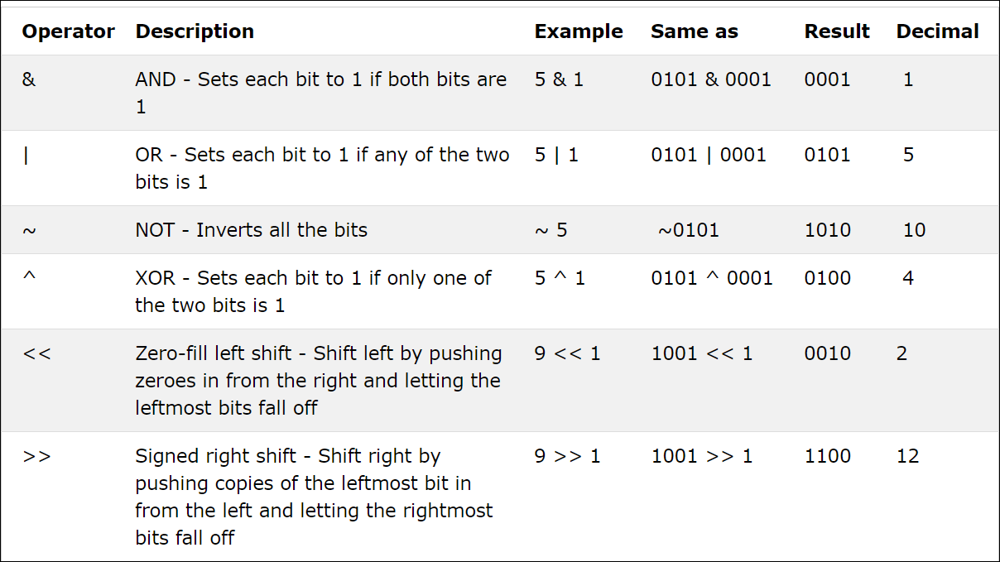 Operator Description Example Same as Result Decimal
& AND - Sets each bit to 1 if both bits are 5 & 1 0101 & 0001 0001 1
1
| OR - Sets each bit to 1 if any of the two 5 | 1 0101 | 0001 0101 5
bits is 1
~ NOT - Inverts all the bits ~ 5 ~0101 1010 10
^ XOR - Sets each bit to 1 if only one of 5 ^ 1 0101 ^ 0001 0100 4
the two bits is 1
<< Zero-fill left shift - Shift left by pushing 9 << 1 1001 << 1 0010 2
zeroes in from the right and letting the
leftmost bits fall off
>> Signed right shift - Shift right by 9 >> 1 1001 >> 1 1100 12
pushing copies of the leftmost bit in
from the left and letting the rightmost
bits fall off